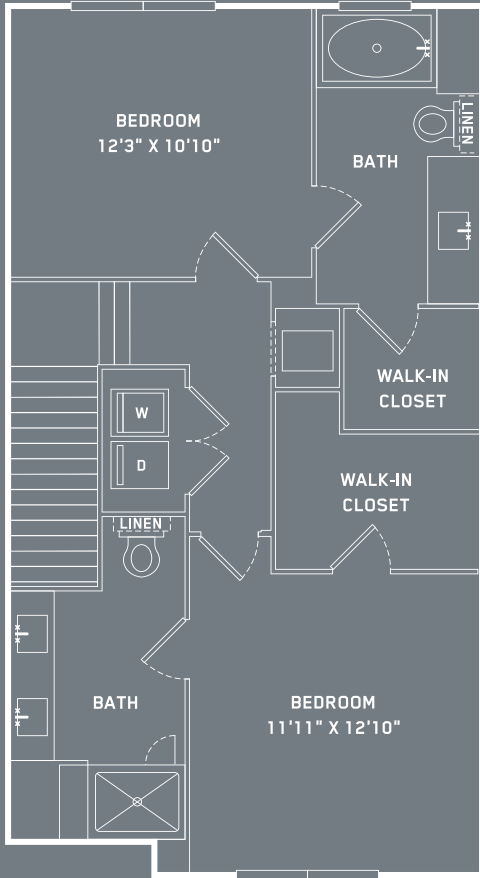 BEDROOM
12'3" X 10'10"
LINEN
BATH
WALK-IN
CLOSET
W
D
WALK-IN
CLOSET
LINEN
BATH
BEDROOM
11'11" X 12'10"